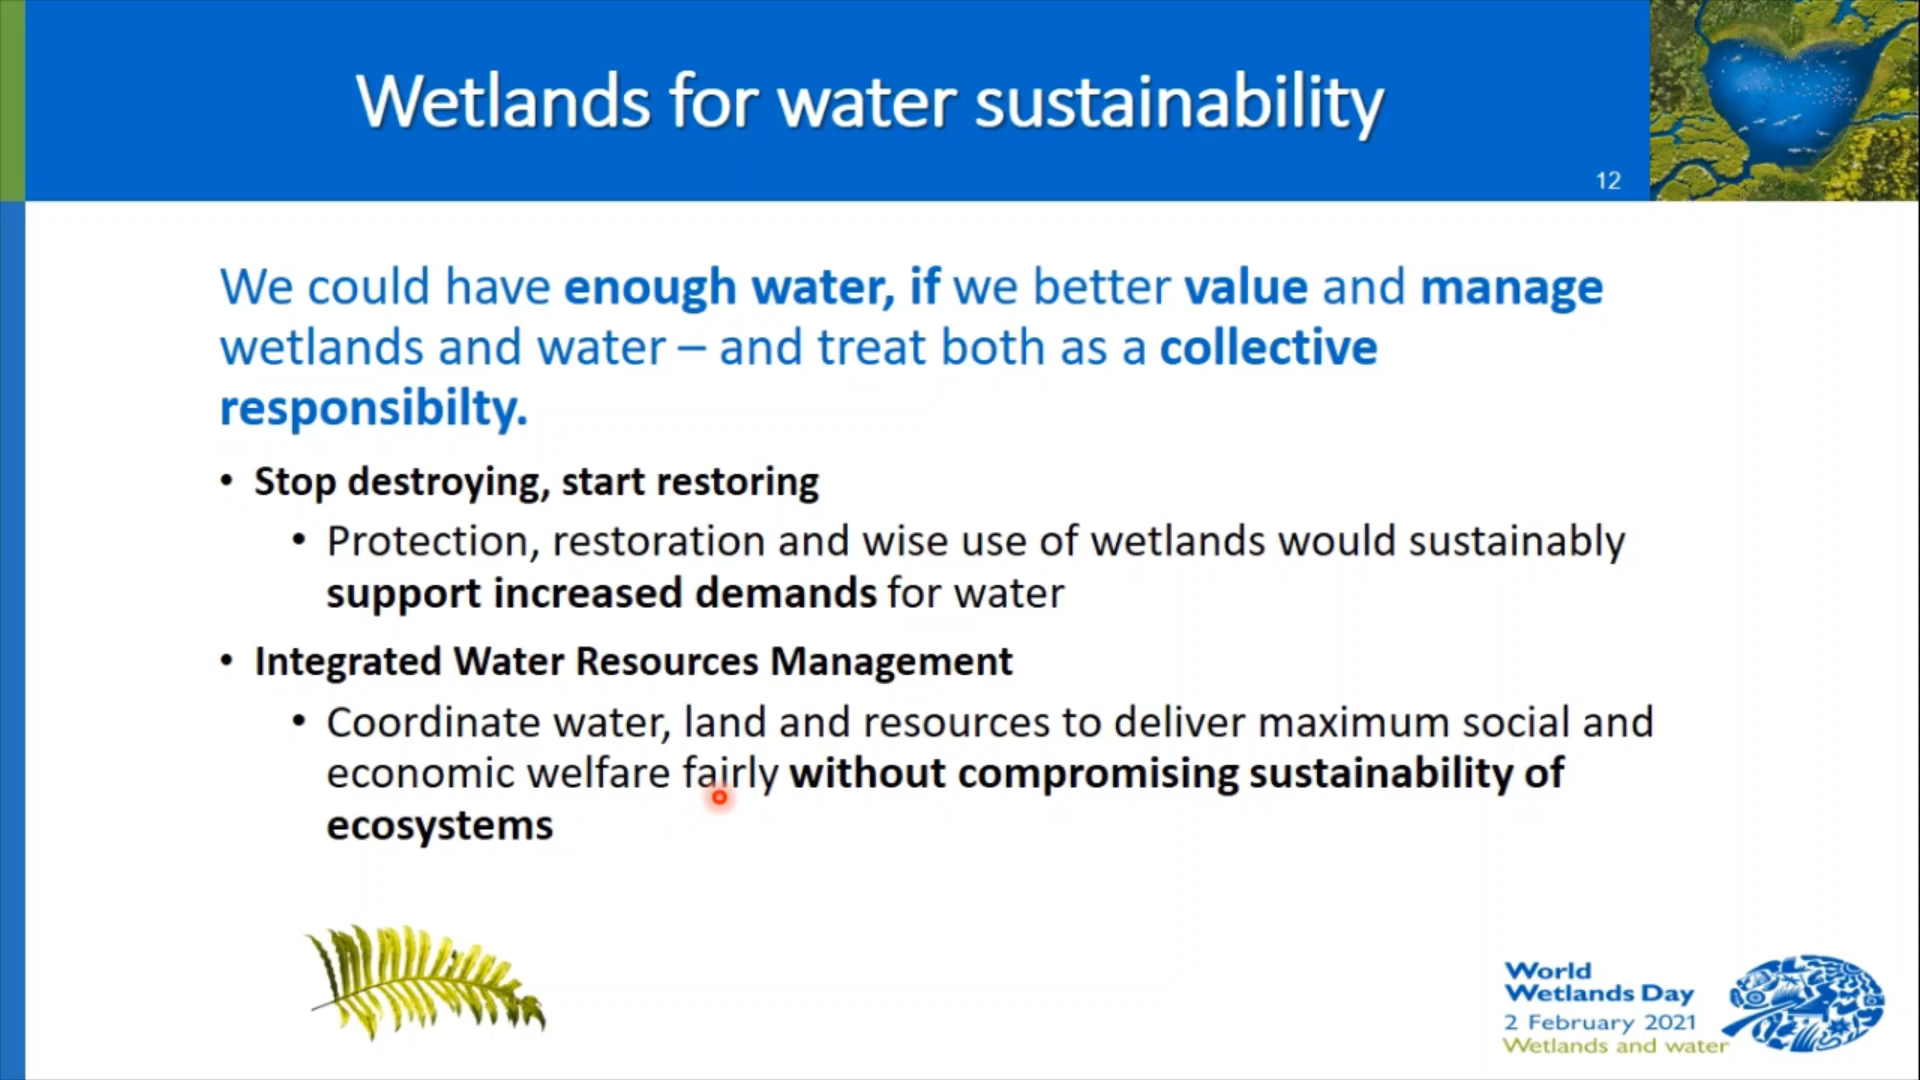 Wetlands for water sustainability
12
We could have enough water, if we better value and manage
wetlands and water – and treat both as a collective
responsibilty.
• Stop destroying, start restoring
• Protection, restoration and wise use of wetlands would sustainably
support increased demands for water
• Integrated Water Resources Management
• Coordinate water, land and resources to deliver maximum social and
economic welfare fairly without compromising sustainability of
ecosystems
World
Wetlands Day
2 February 2021
Wetlands and water